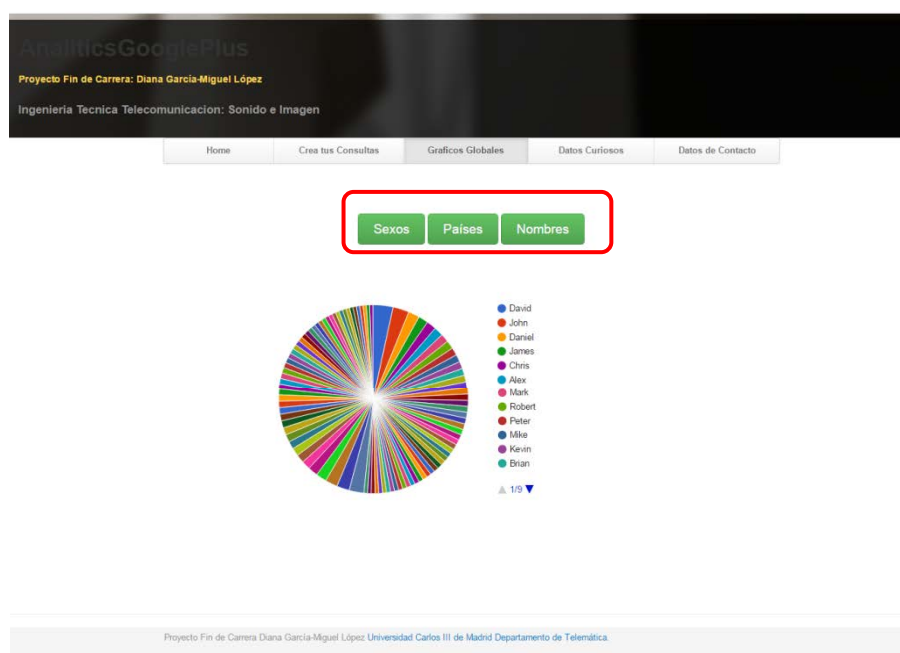 AnaliticsGooglePlus
Proyecto Fin de Carrera: Diana García-Miguel López
Ingenieria Tecnica Telecomunicacion: Sonido e Imagen
Home Crea tus Consultas Graficos Globales Datos Curiosos Datos de Contacto
Sexos Países Nombres
David
John
Daniel
James
Chris
Alex
Mark
Robert
Peter
Mike
Kevin
Brian
1/9
Proyecto Fin de Carrera Diana García-Miguel López Universidad Carlos III de Madrid Departamento de Telemática.